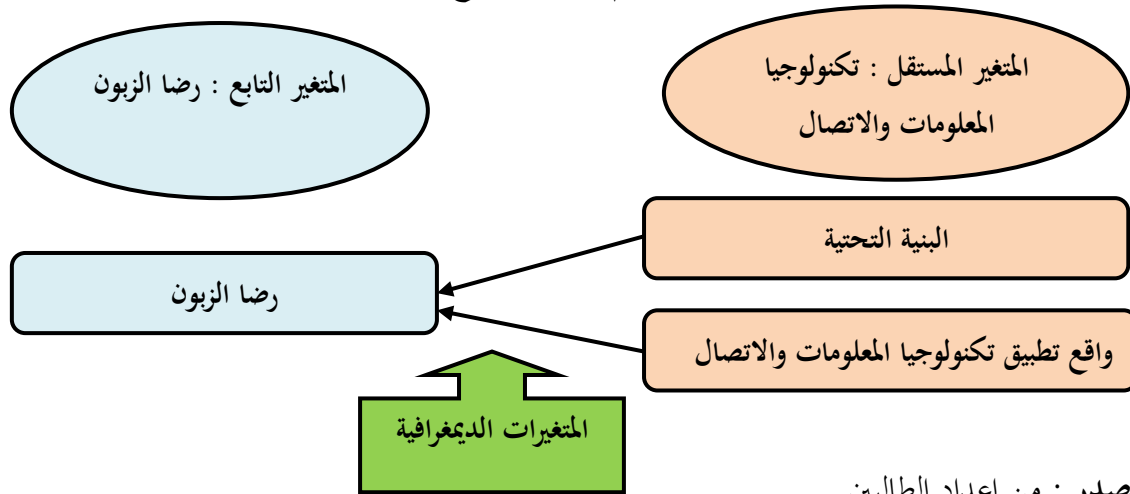 المتغير المستقل : تكنولوجيا
المعلومات والاتصال
المتغير التابع : رضا الزبون
البنية التحتية
رضا الزبون
واقع تطبيق تكنولوجيا المعلومات والاتصال
المتغيرات الديمغرافية